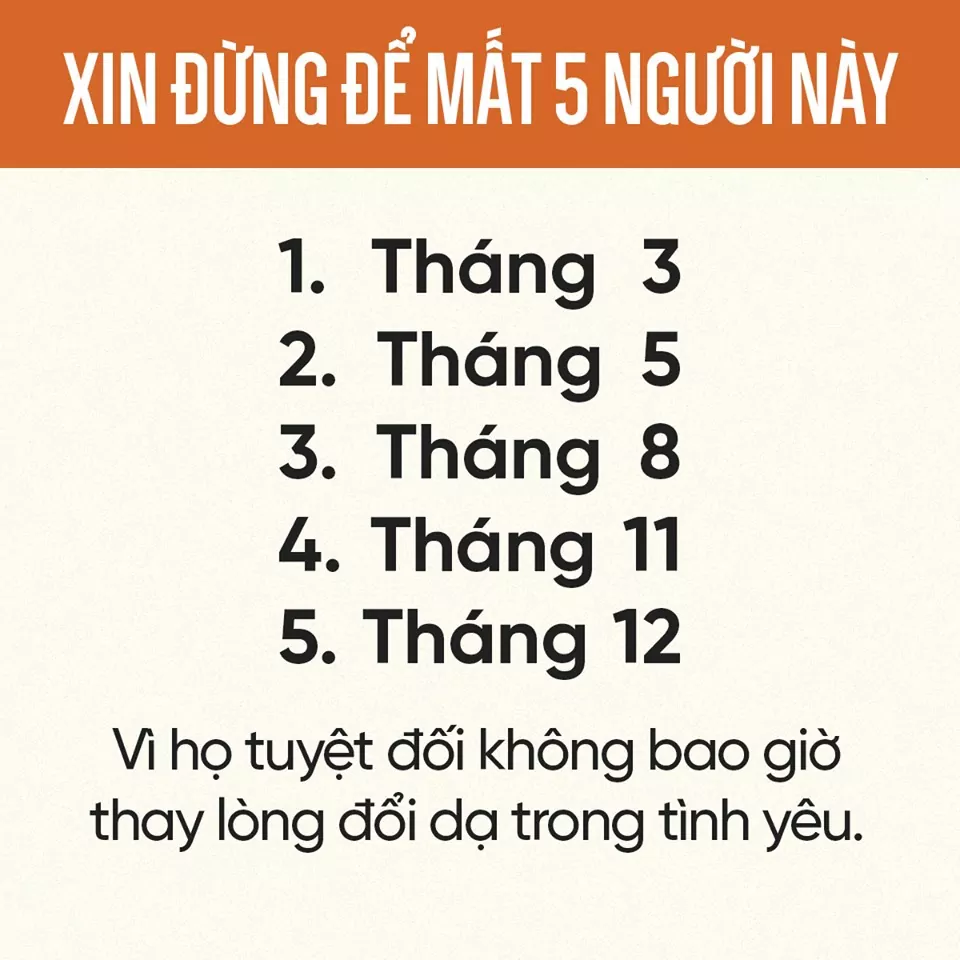 XIN ĐỪNG ĐỂ MẤT 5 NGƯỜI NÀY
1. Tháng 3
2. Tháng 5
3. Tháng 8
4. Tháng 11
5. Tháng 12
Vì họ tuyệt đối không bao giờ
thay lòng đổi dạ trong tình yêu.